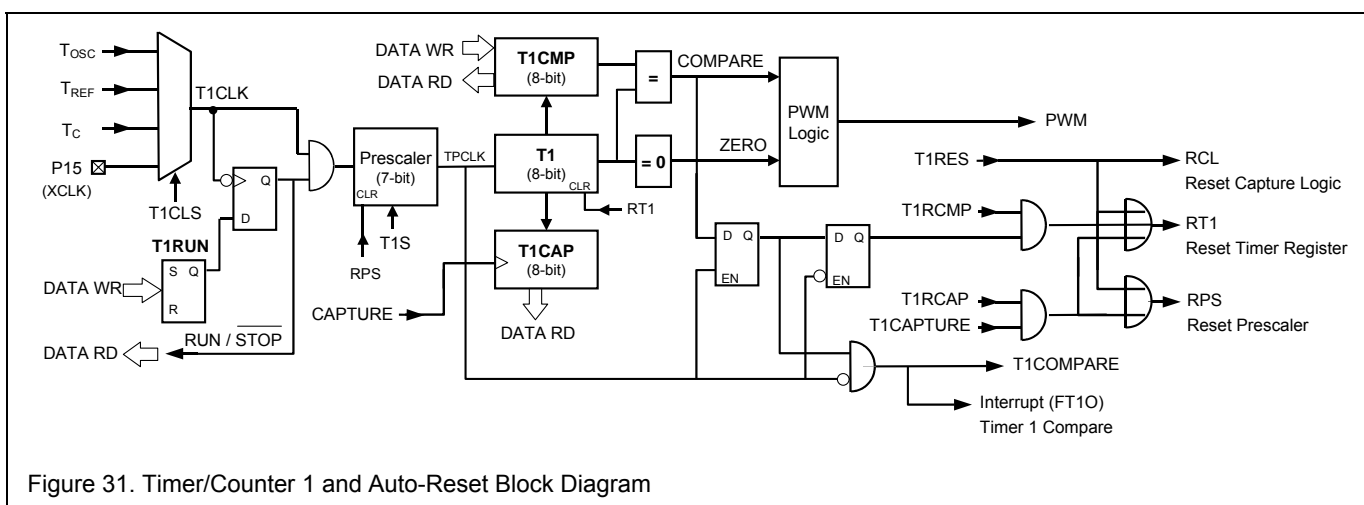 TOSC
TREF
TC
P15
(XCLK)
T1CLK
T1CLS
T1RUN
S Q
R
DATA WR
DATA RD
Q
D
RUN / STOP
Prescaler
(7-bit)
CLR
RPS
T1S
TPCLK
DATA WR
DATA RD
T1CMP
(8-bit)
T1
(8-bit)
CLR
RT1
T1CAP
(8-bit)
CAPTURE
DATA RD
=
= 0
COMPARE
ZERO
PWM
Logic
PWM
D Q
EN
D Q
EN
T1RES
T1RCMP
T1RCAP
T1CAPTURE
RCL
Reset Capture Logic
RT1
Reset Timer Register
RPS
Reset Prescaler
T1COMPARE
Interrupt (FT1O)
Timer 1 Compare
Figure 31. Timer/Counter 1 and Auto-Reset Block Diagram